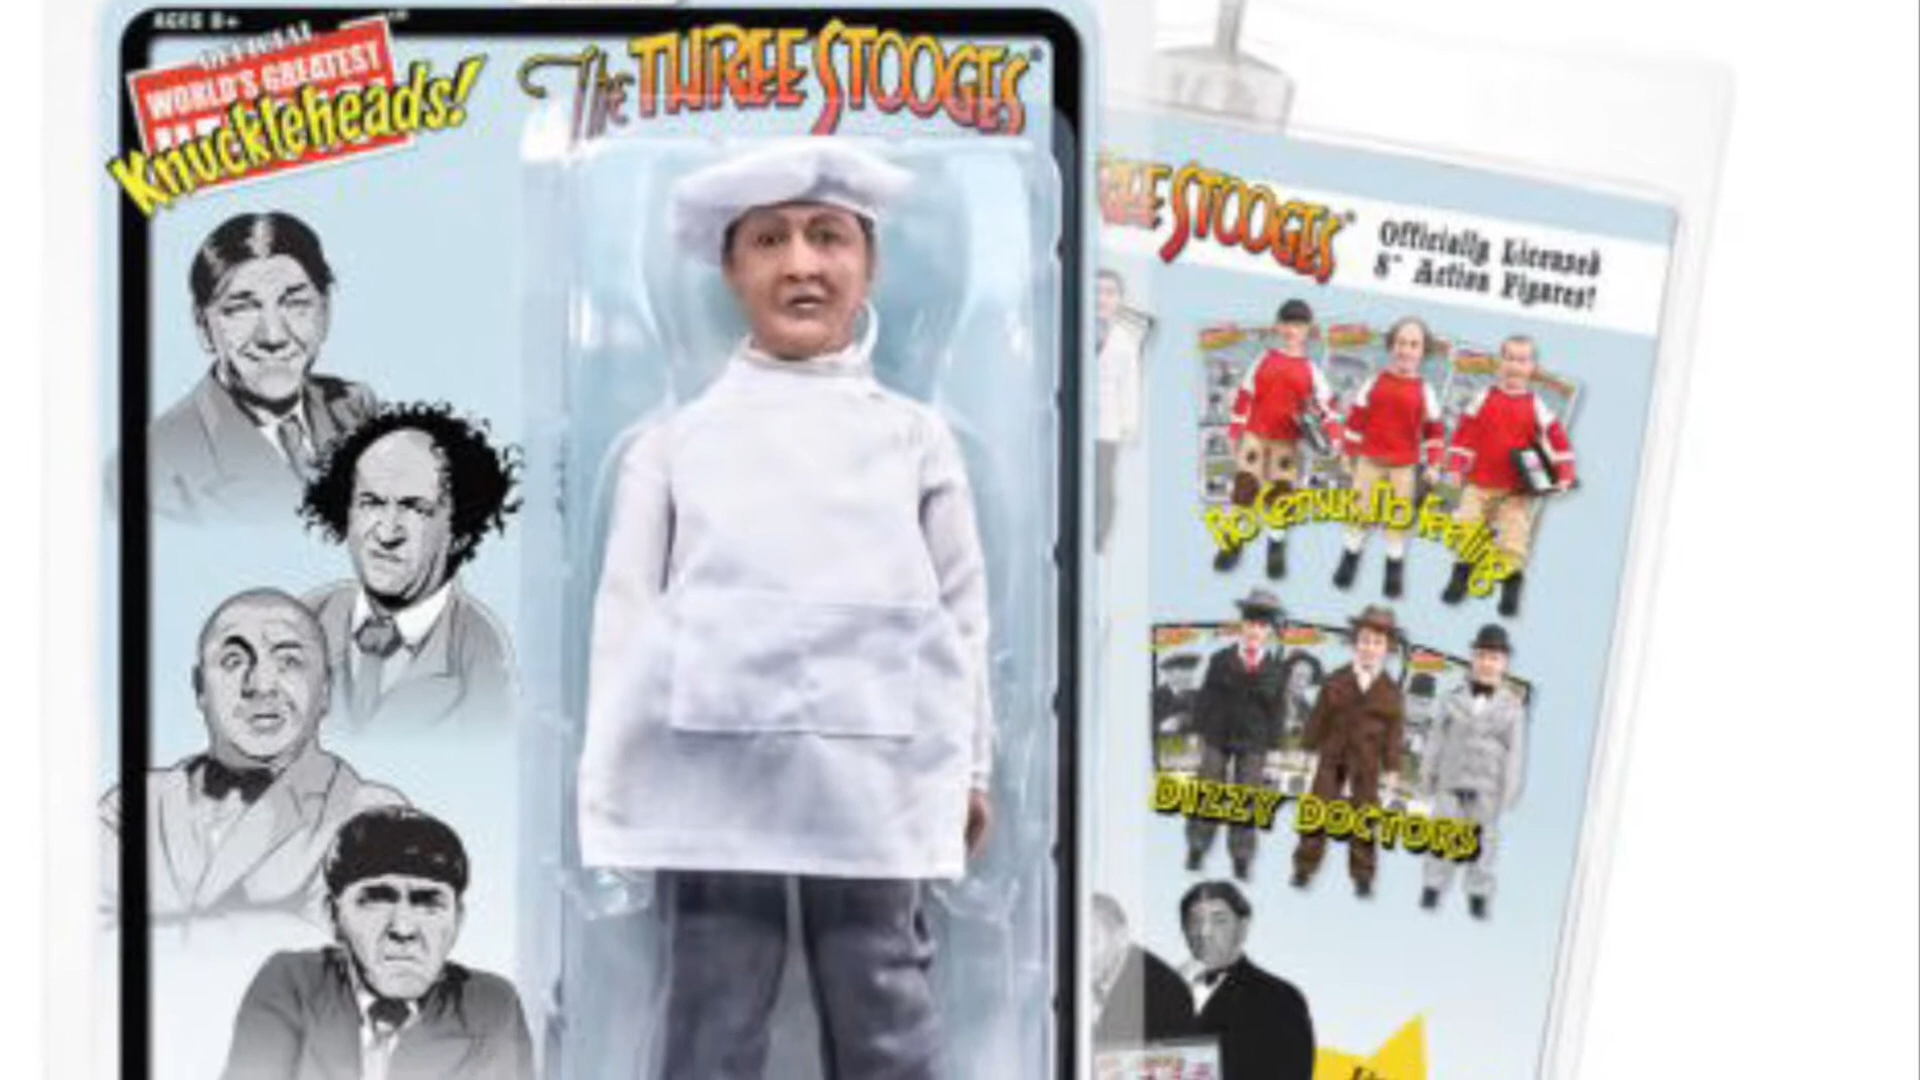 AGES 8+
OFFICIAL
WORLD'S GREATEST
Knuckleheads!
The THREE STOOGES
STOOGES
Officially Licensed
8" Action Figures!
No Census, No Feeling
DIZZY DOCTORS